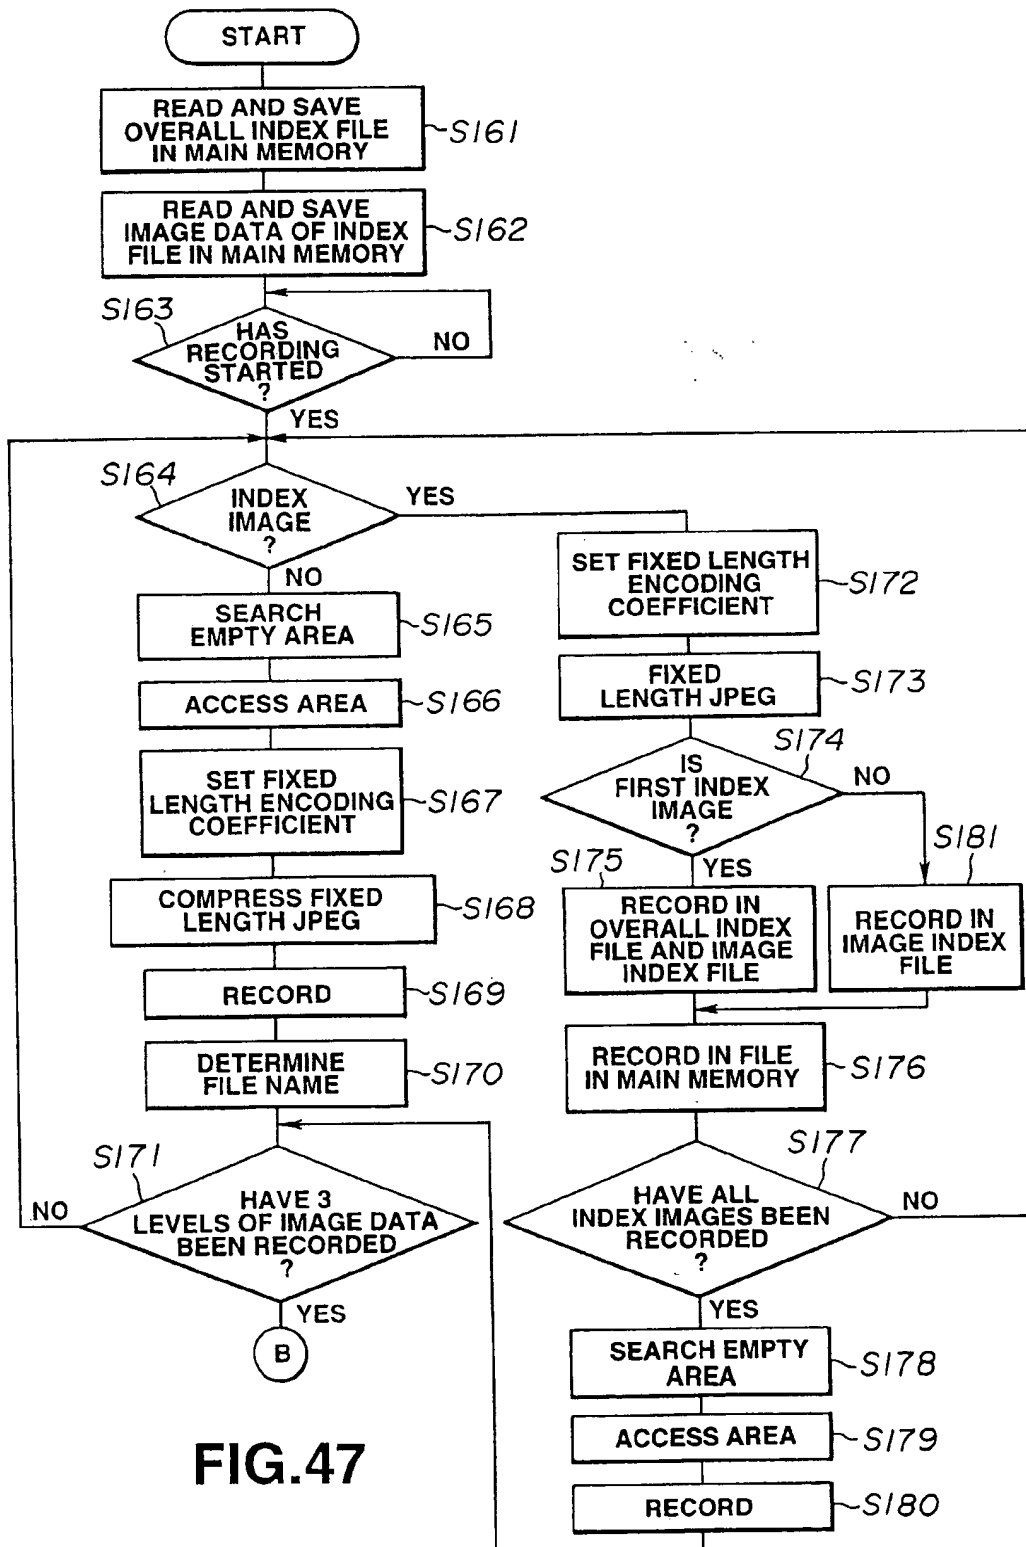 START
READ AND SAVE
OVERALL INDEX FILE
IN MAIN MEMORY
S161
READ AND SAVE
IMAGE DATA OF INDEX
FILE IN MAIN MEMORY
S162
S163
HAS
RECORDING
STARTED
?
NO
YES
S164
INDEX
IMAGE
?
YES
NO
SEARCH
EMPTY AREA
S165
ACCESS AREA
S166
SET FIXED
LENGTH ENCODING
COEFFICIENT
S167
COMPRESS FIXED
LENGTH JPEG
S168
RECORD
S169
DETERMINE
FILE NAME
S170
S171
HAVE 3
LEVELS OF IMAGE DATA
BEEN RECORDED
?
NO
YES
B
SET FIXED LENGTH
ENCODING
COEFFICIENT
S172
FIXED
LENGTH JPEG
S173
S174
IS
FIRST INDEX
IMAGE
?
NO
YES
S175
RECORD IN
OVERALL INDEX
FILE AND IMAGE
INDEX FILE
S181
RECORD IN
IMAGE INDEX
FILE
RECORD IN FILE
IN MAIN MEMORY
S176
S177
HAVE ALL
INDEX IMAGES BEEN
RECORDED
?
NO
YES
SEARCH EMPTY
AREA
S178
ACCESS AREA
S179
RECORD
S180
FIG.47